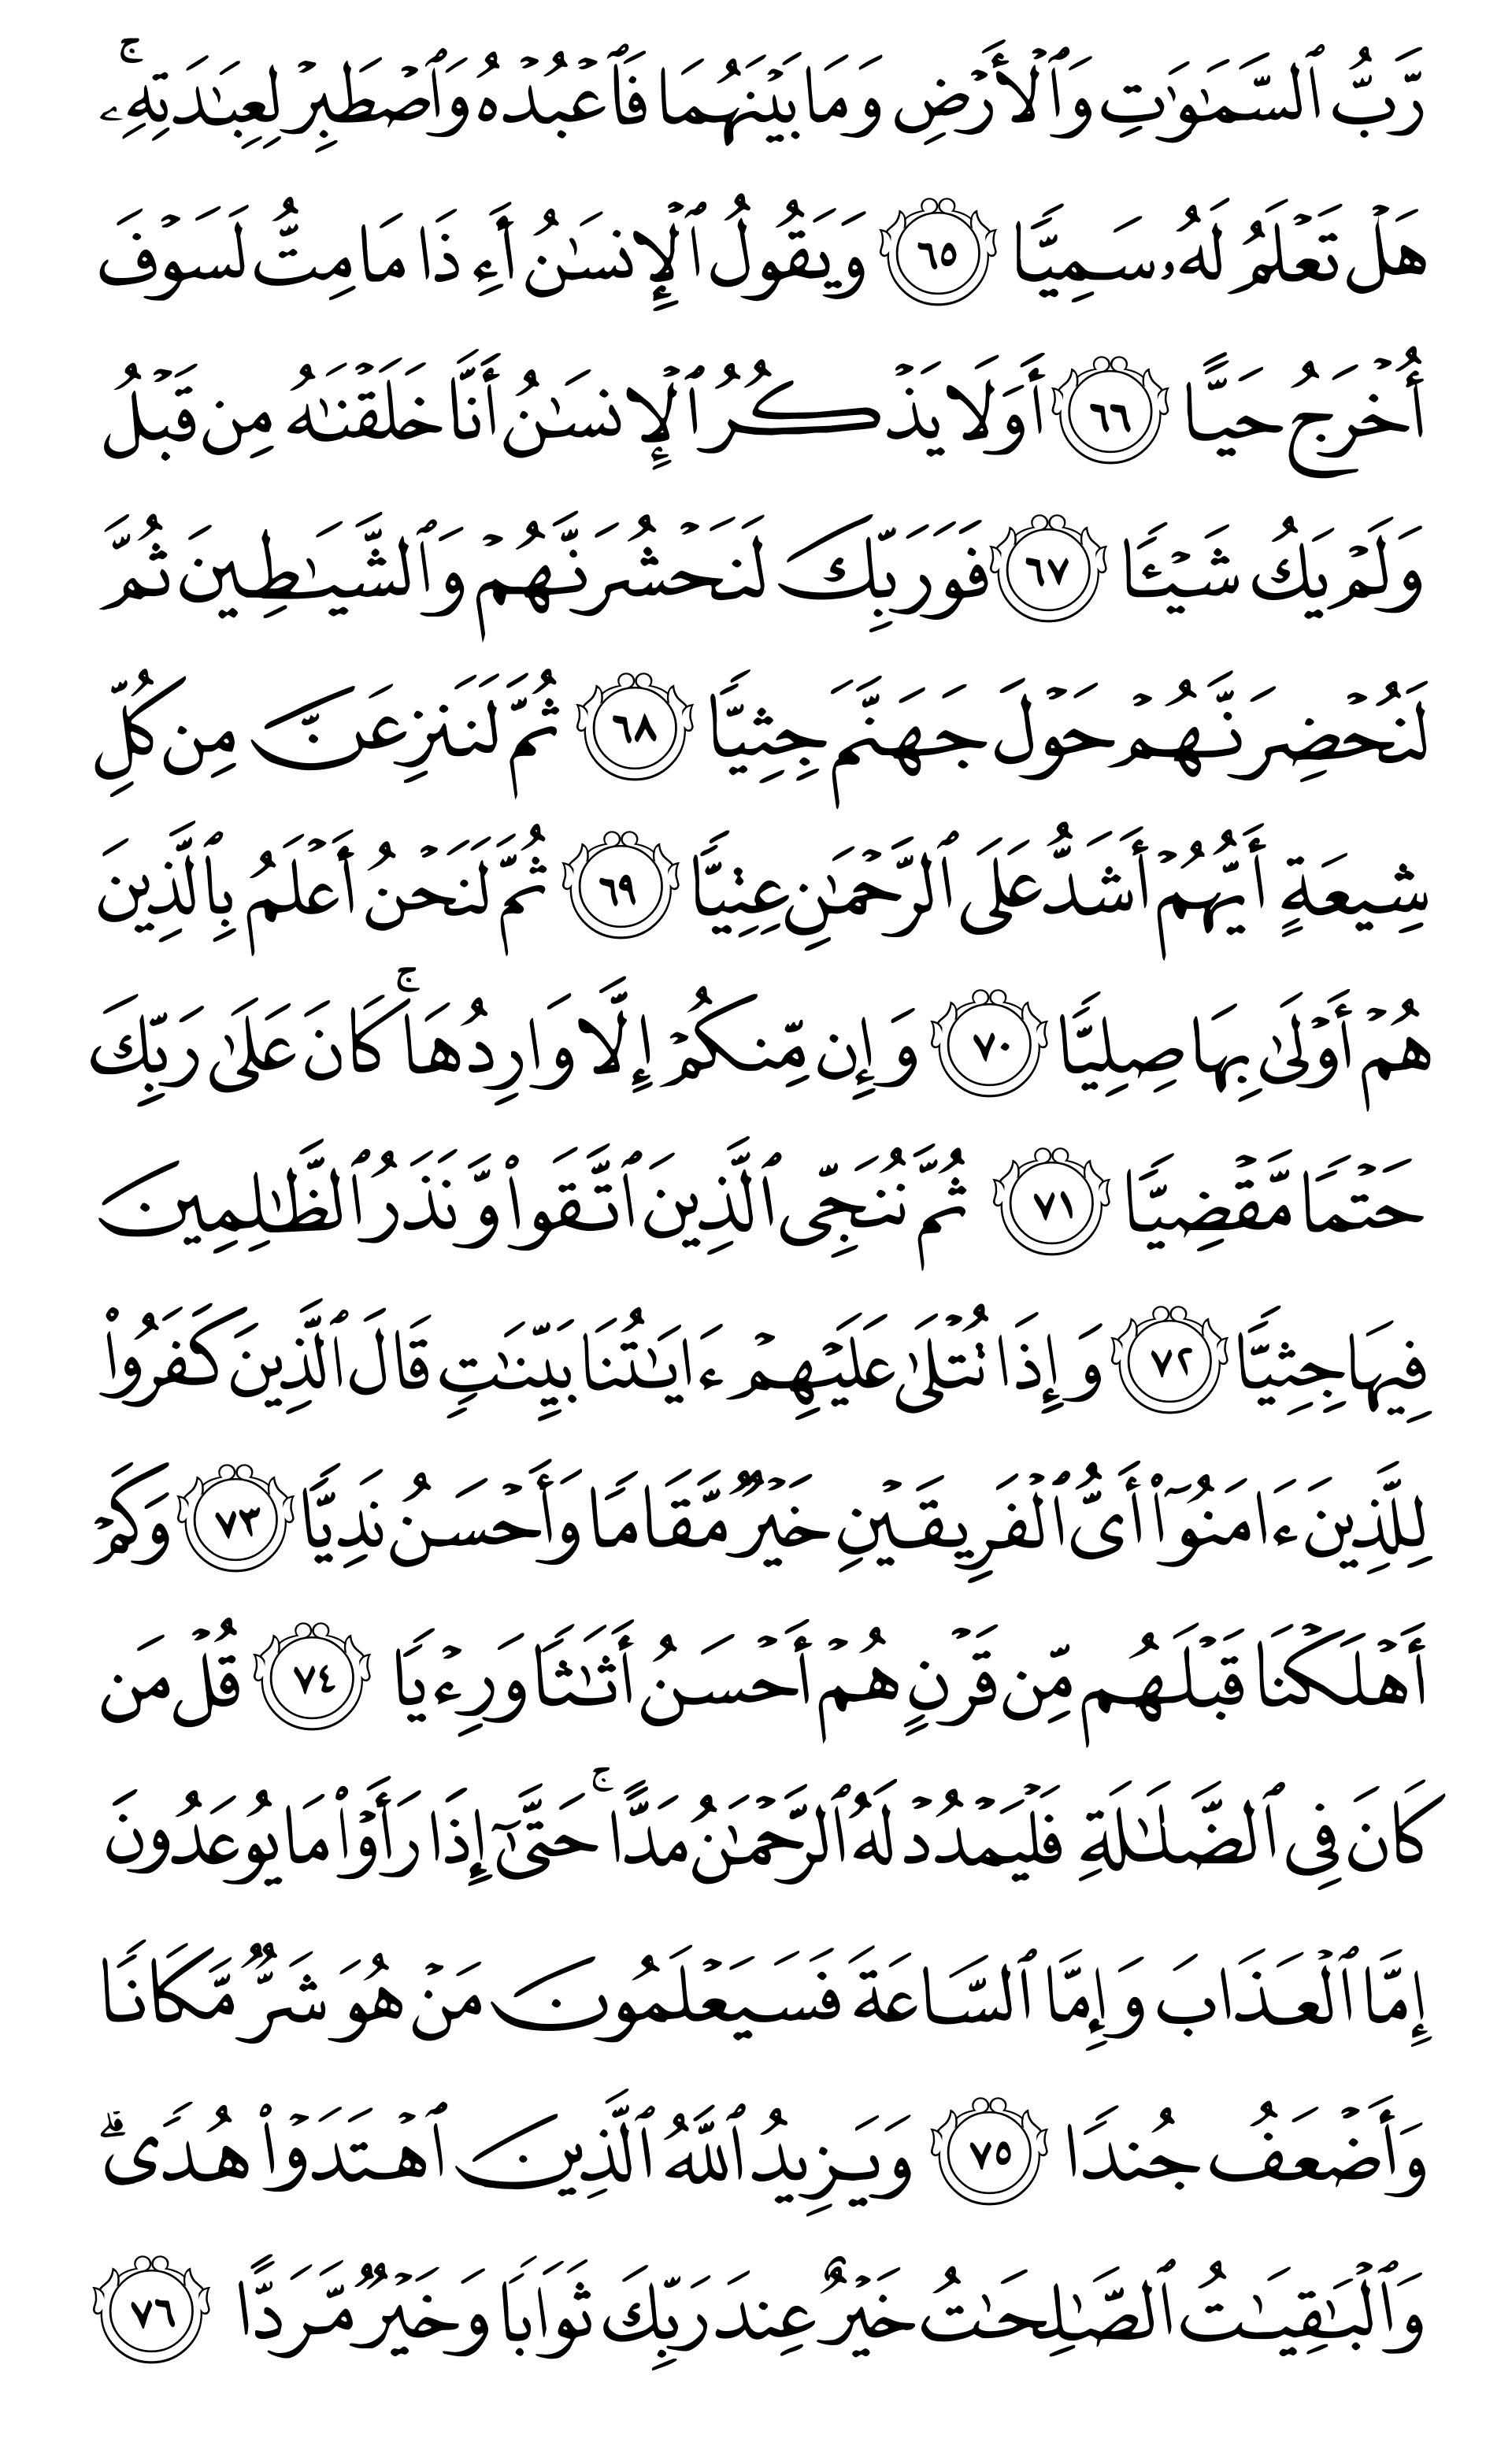 رَّبُّ ٱلسَّمَٰوَٰتِ وَٱلْأَرْضِ وَمَا بَيْنَهُمَا فَٱعْبُدْهُ وَٱصْطَبِرْ لِعِبَٰدَتِهِۦۚ
هَلْ تَعْلَمُ لَهُۥ سَمِيًّا ٦٥ وَيَقُولُ ٱلْإِنسَٰنُ أَءِذَا مَا مِتُّ لَسَوْفَ
أُخْرَجُ حَيًّا ٦٦ أَوَلَا يَذْكُرُ ٱلْإِنسَٰنُ أَنَّا خَلَقْنَٰهُ مِن قَبْلُ
وَلَمْ يَكُ شَيْـًٔا ٦٧ فَوَرَبِّكَ لَنَحْشُرَنَّهُمْ وَٱلشَّيَٰطِينَ ثُمَّ
لَنُحْضِرَنَّهُمْ حَوْلَ جَهَنَّمَ جِثِيًّا ٦٨ ثُمَّ لَنَنزِعَنَّ مِن كُلِّ
شِيعَةٍ أَيُّهُمْ أَشَدُّ عَلَى ٱلرَّحْمَٰنِ عِتِيًّا ٦٩ ثُمَّ لَنَحْنُ أَعْلَمُ بِٱلَّذِينَ
هُمْ أَوْلَىٰ بِهَا صِلِيًّا ٧٠ وَإِن مِّنكُمْ إِلَّا وَارِدُهَاۚ كَانَ عَلَىٰ رَبِّكَ
حَتْمًا مَّقْضِيًّا ٧١ ثُمَّ نُنَجِّى ٱلَّذِينَ ٱتَّقَوا۟ وَّنَذَرُ ٱلظَّٰلِمِينَ
فِيهَا جِثِيًّا ٧٢ وَإِذَا تُتْلَىٰ عَلَيْهِمْ ءَايَٰتُنَا بَيِّنَٰتٍ قَالَ ٱلَّذِينَ كَفَرُوا۟
لِلَّذِينَ ءَامَنُوٓا۟ أَىُّ ٱلْفَرِيقَيْنِ خَيْرٌ مَّقَامًا وَأَحْسَنُ نَدِيًّا ٧٣ وَكَمْ
أَهْلَكْنَا قَبْلَهُم مِّن قَرْنٍ هُمْ أَحْسَنُ أَثَٰثًا وَرِءْيًا ٧٤ قُلْ مَن
كَانَ فِى ٱلضَّلَٰلَةِ فَلْيَمْدُدْ لَهُ ٱلرَّحْمَٰنُ مَدًّاۚ حَتَّىٰٓ إِذَا رَأَوْا۟ مَا يُوعَدُونَ
إِمَّا ٱلْعَذَابَ وَإِمَّا ٱلسَّاعَةَ فَسَيَعْلَمُونَ مَنْ هُوَ شَرٌّ مَّكَانًا
وَأَضْعَفُ جُندًا ٧٥ وَيَزِيدُ ٱللَّهُ ٱلَّذِينَ ٱهْتَدَوْا۟ هُدًىۗ
وَٱلْبَٰقِيَٰتُ ٱلصَّٰلِحَٰتُ خَيْرٌ عِندَ رَبِّكَ ثَوَابًا وَخَيْرٌ مَّرَدًّا ٧٦